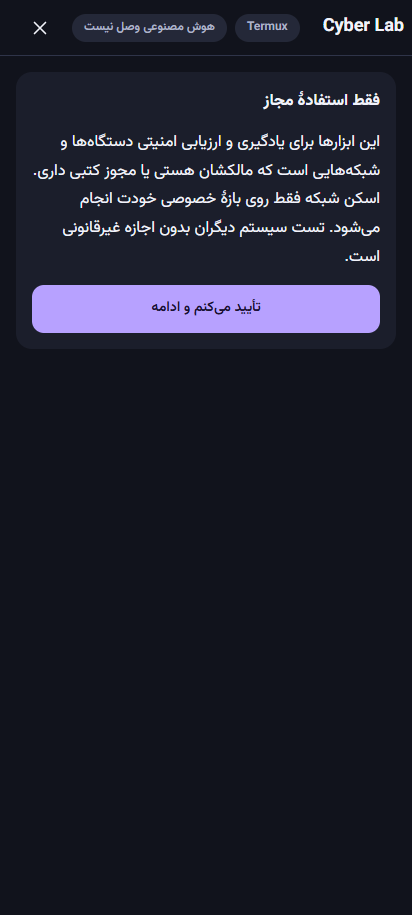 Cyber Lab
Termux
هوش مصنوعی وصل نیست
فقط استفادهٔ مجاز
این ابزارها برای یادگیری و ارزیابی امنیتی دستگاه‌ها و
شبکه‌هایی است که مالکشان هستی یا مجوز کتبی داری.
اسکن شبکه فقط روی بازهٔ خصوصی خودت انجام
می‌شود. تست سیستم دیگران بدون اجازه غیرقانونی
است.
تأیید می‌کنم و ادامه